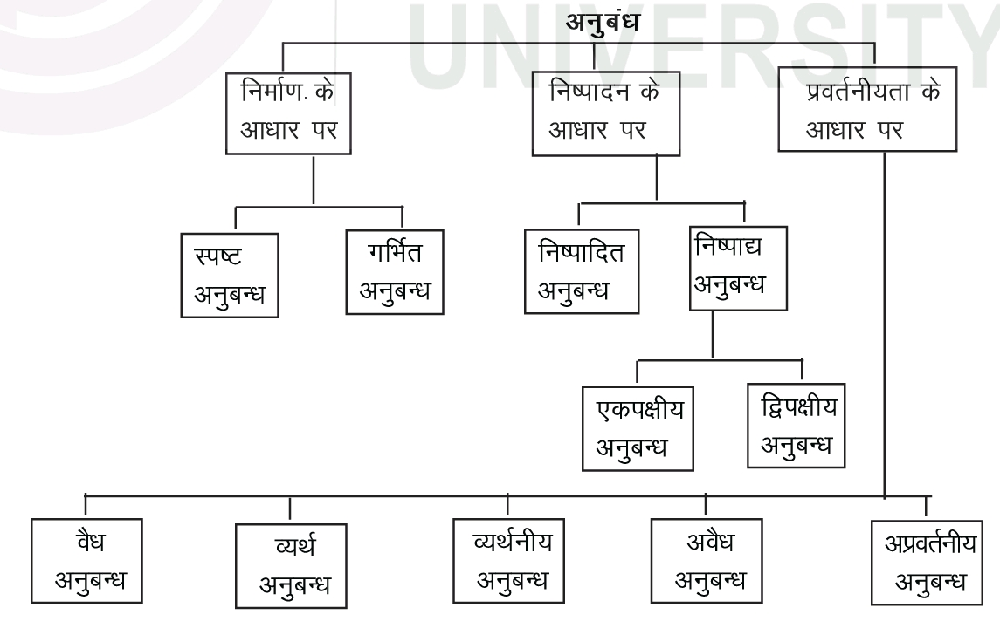 UNIVERSITY
अनुबंध
निर्माण. के
आधार पर
निष्पादन के
आधार पर
प्रवर्तनीयता के
आधार पर
स्पष्ट
अनुबन्ध
गर्भित
अनुबन्ध
निष्पादित
अनुबन्ध
निष्पाद्य
अनुबन्ध
एकपक्षीय
अनुबन्ध
द्विपक्षीय
अनुबन्ध
वैध
अनुबन्ध
व्यर्थ
अनुबन्ध
व्यर्थनीय
अनुबन्ध
अवैध
अनुबन्ध
अप्रवर्तनीय
अनुबन्ध